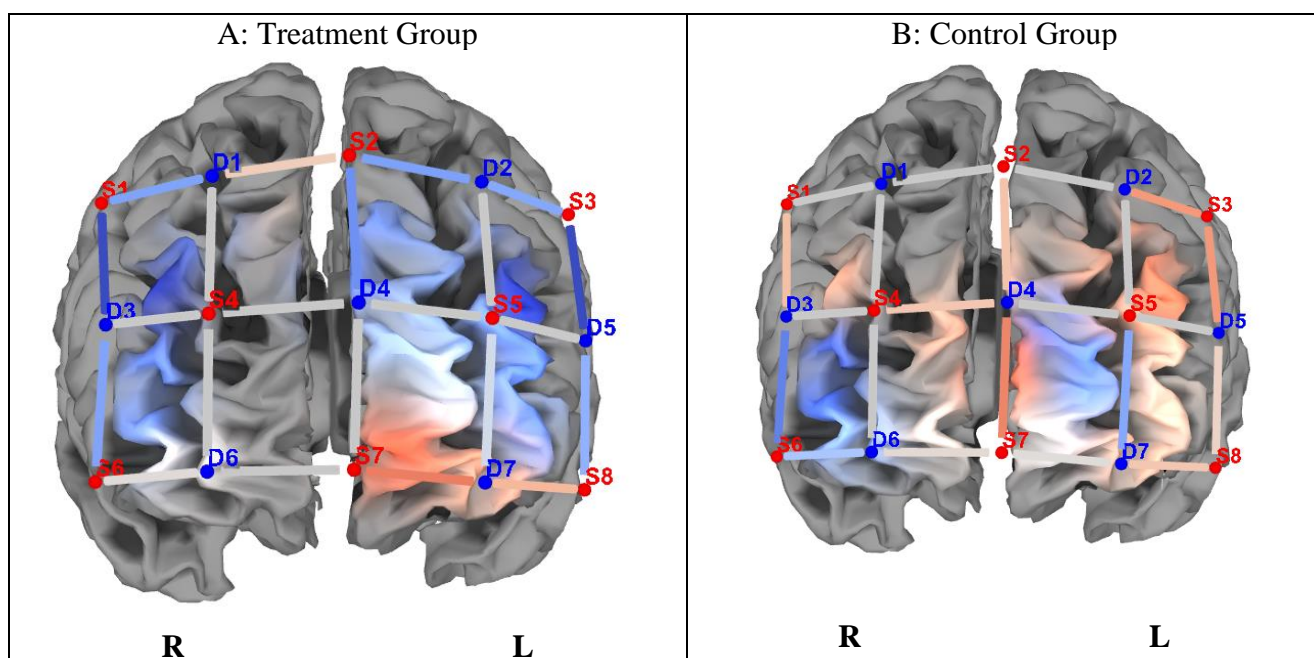 A: Treatment Group
S2
D1
D2
S1
S3
D4
S4
S5
D3
D5
S7
D6
S6
D7
S8
R
L
B: Control Group
S2
D1
D2
S1
S3
D4
S4
S5
D3
D5
S7
D6
S6
D7
S8
R
L